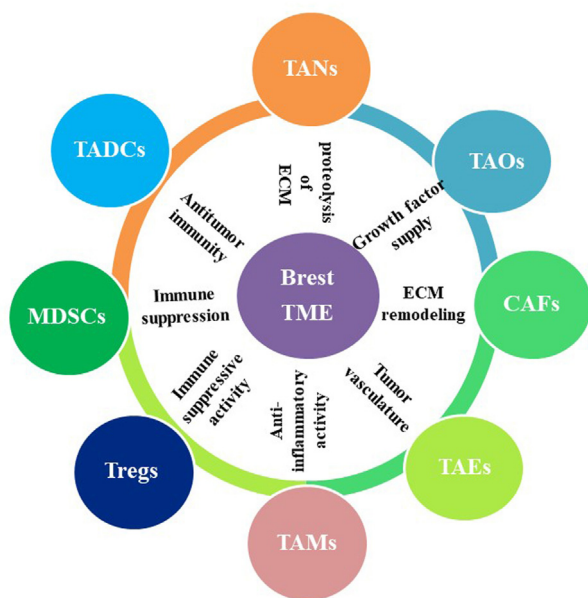 TANs
TADCs
TAOs
proteolysis
of
ECM
Antitumor
immunity
Growth factor
supply
Brest
TME
MDSCs
Immune
suppression
ECM
remodeling
CAFs
Immune
suppressive
activity
Anti-
inflammatory
activity
Tumor
vasculature
Tregs
TAEs
TAMs